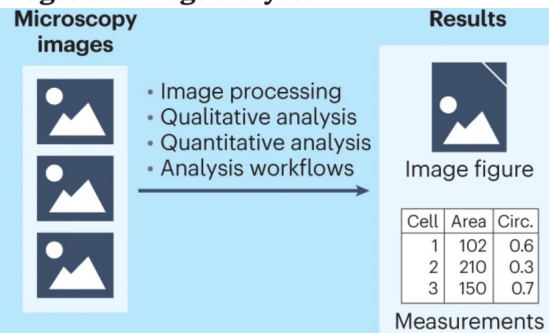 Microscopy
images
• Image processing
• Qualitative analysis
• Quantitative analysis
• Analysis workflows
Results
Image figure
Cell Area Circ.
1 102 0.6
2 210 0.3
3 150 0.7
Measurements